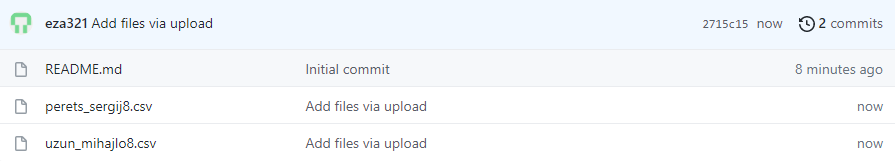 eza321 Add files via upload 2715c15 now 2 commits
README.md Initial commit 8 minutes ago
perets_sergij8.csv Add files via upload now
uzun_mihajlo8.csv Add files via upload now